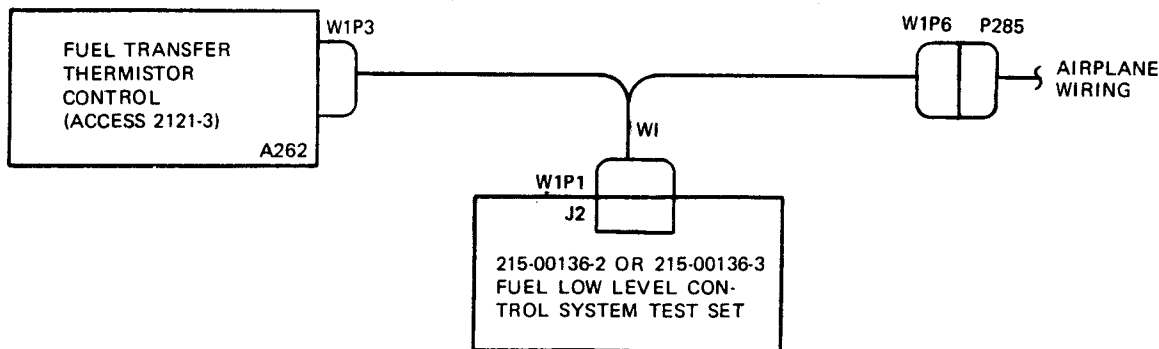 W1P3
FUEL TRANSFER
THERMISTOR
CONTROL
(ACCESS 2121-3)
A262
W1P6 P285
AIRPLANE
WIRING
WI
W1P1
J2
215-00136-2 OR 215-00136-3
FUEL LOW LEVEL CON-
TROL SYSTEM TEST SET